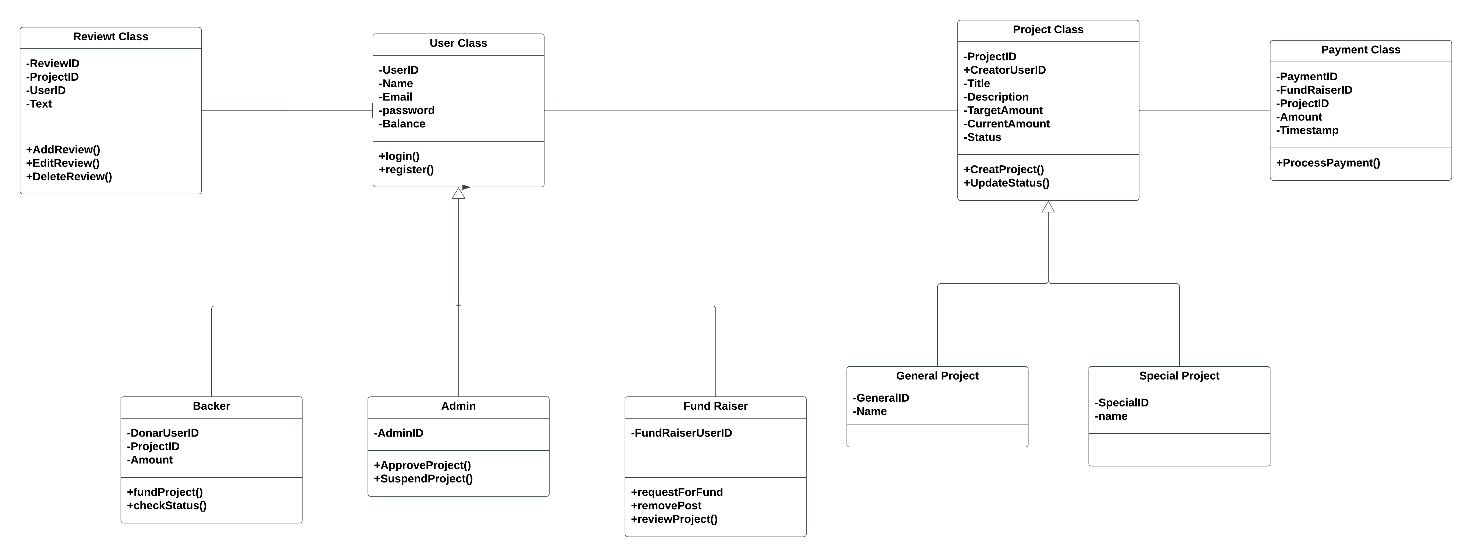 Reviewt Class
-ReviewID
-ProjectID
-UserID
-Text
+AddReview()
+EditReview()
+DeleteReview()
User Class
-UserID
-Name
-Email
-password
-Balance
+login()
+register()
Project Class
-ProjectID
+CreatorUserID
-Title
-Description
-TargetAmount
-CurrentAmount
-Status
+CreatProject()
+UpdateStatus()
Payment Class
-PaymentID
-FundRaiserID
-ProjectID
-Amount
-Timestamp
+ProcessPayment()
Backer
-DonarUserID
-ProjectID
-Amount
+fundProject()
+checkStatus()
Admin
-AdminID
+ApproveProject()
+SuspendProject()
Fund Raiser
-FundRaiserUserID
+requestForFund
+removePost
+reviewProject()
General Project
-GeneralID
-Name
Special Project
-SpecialID
-name